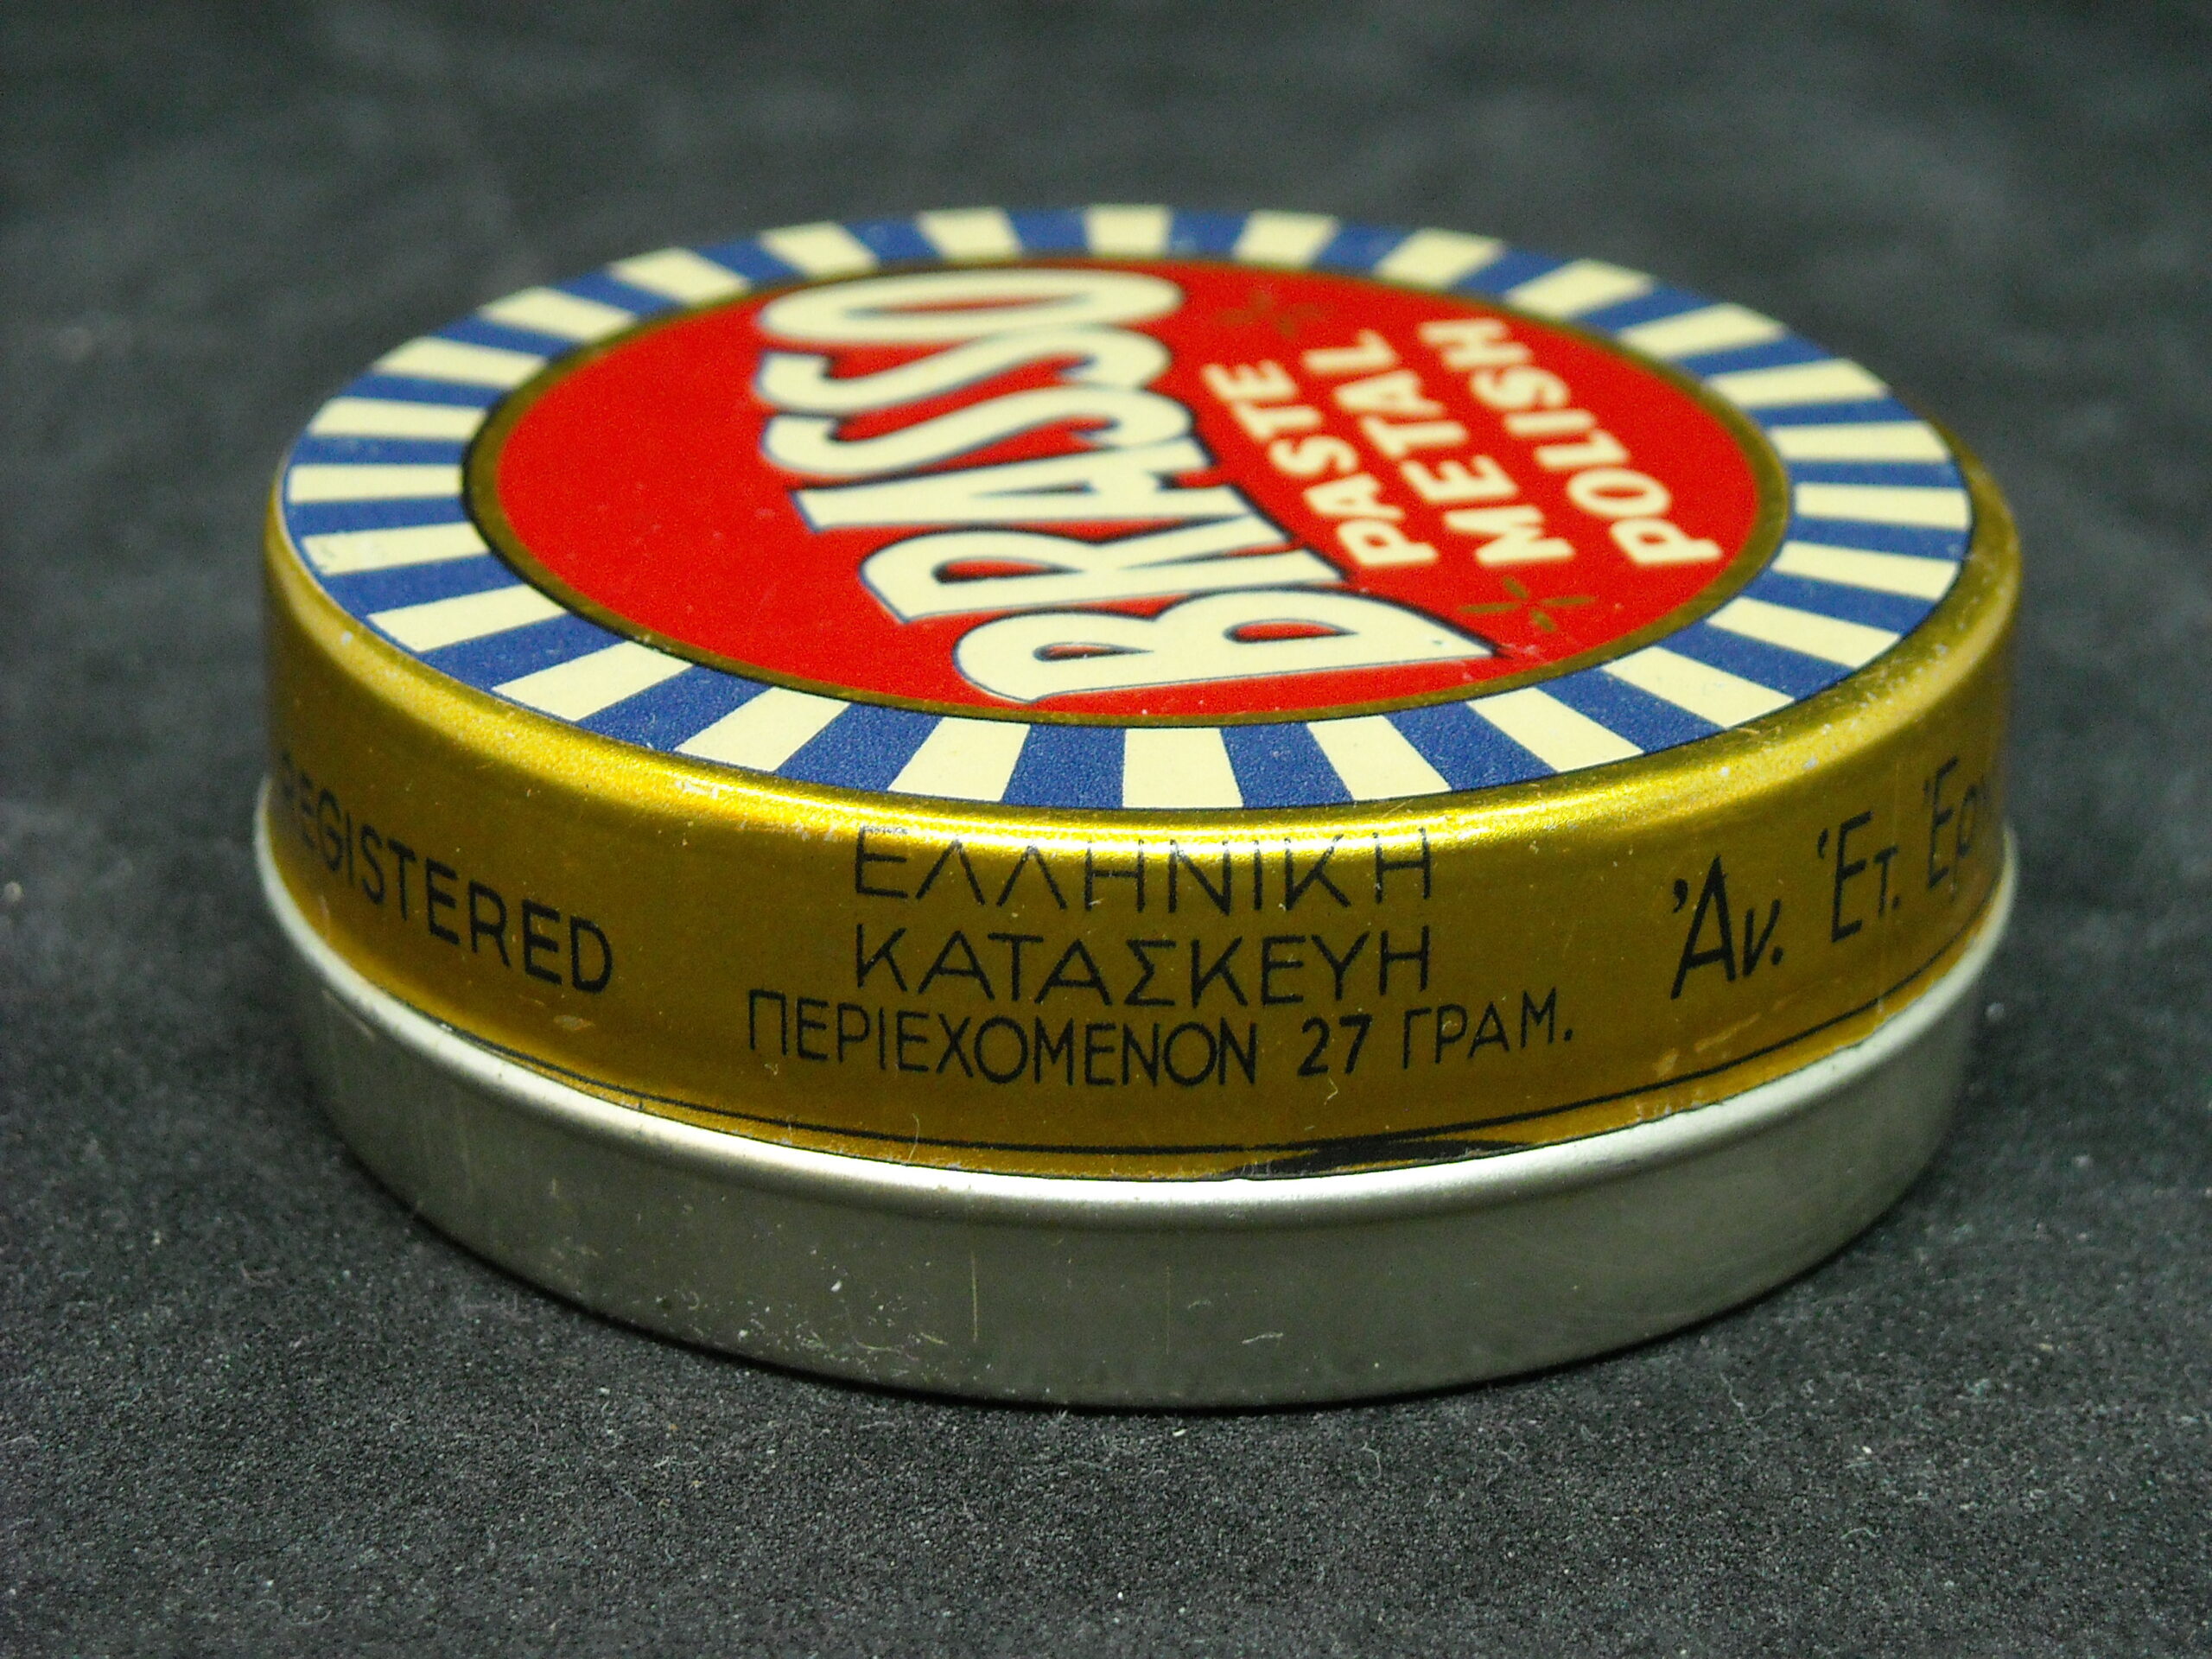 BRASSO
PASTE
METAL
POLISH
REGISTERED
ΕΛΛΗΝΙΚΗ
ΚΑΤΑΣΚΕΥΗ
ΠΕΡΙΕΧΟΜΕΝΟΝ 27 ΓΡΑΜ.
Ἀν. Ἑτ.